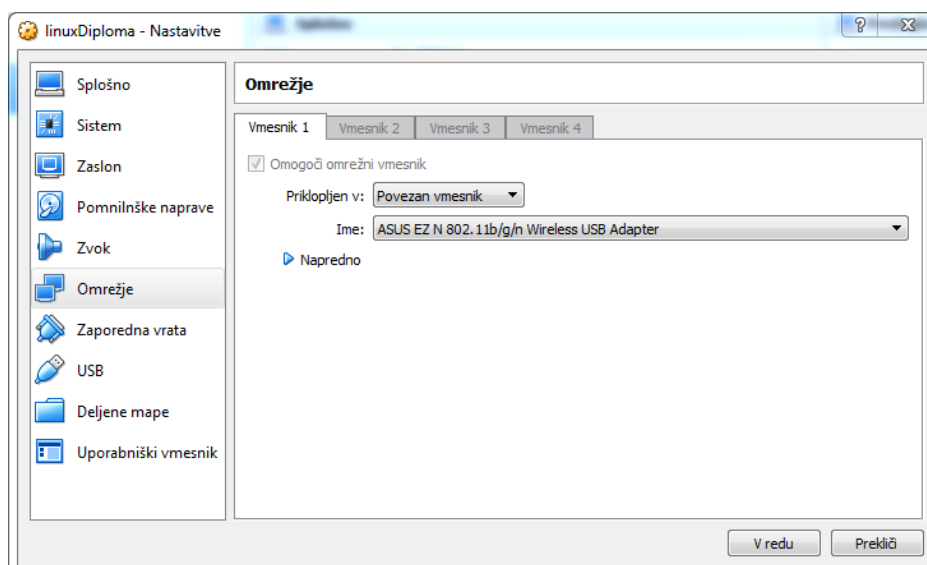 linuxDiploma - Nastavitve
Splošno
Sistem
Zaslon
Pomnilnške naprave
Zvok
Omrežje
Zaporedna vrata
USB
Deljene mape
Uporabniški vmesnik
Omrežje
Vmesnik 1 Vmesnik 2 Vmesnik 3 Vmesnik 4
Omogoči omrežni vmesnik
Priklopljen v: Povezan vmesnik
Ime: ASUS EZ N 802.11b/g/n Wireless USB Adapter
Napredno
V redu Prekliči